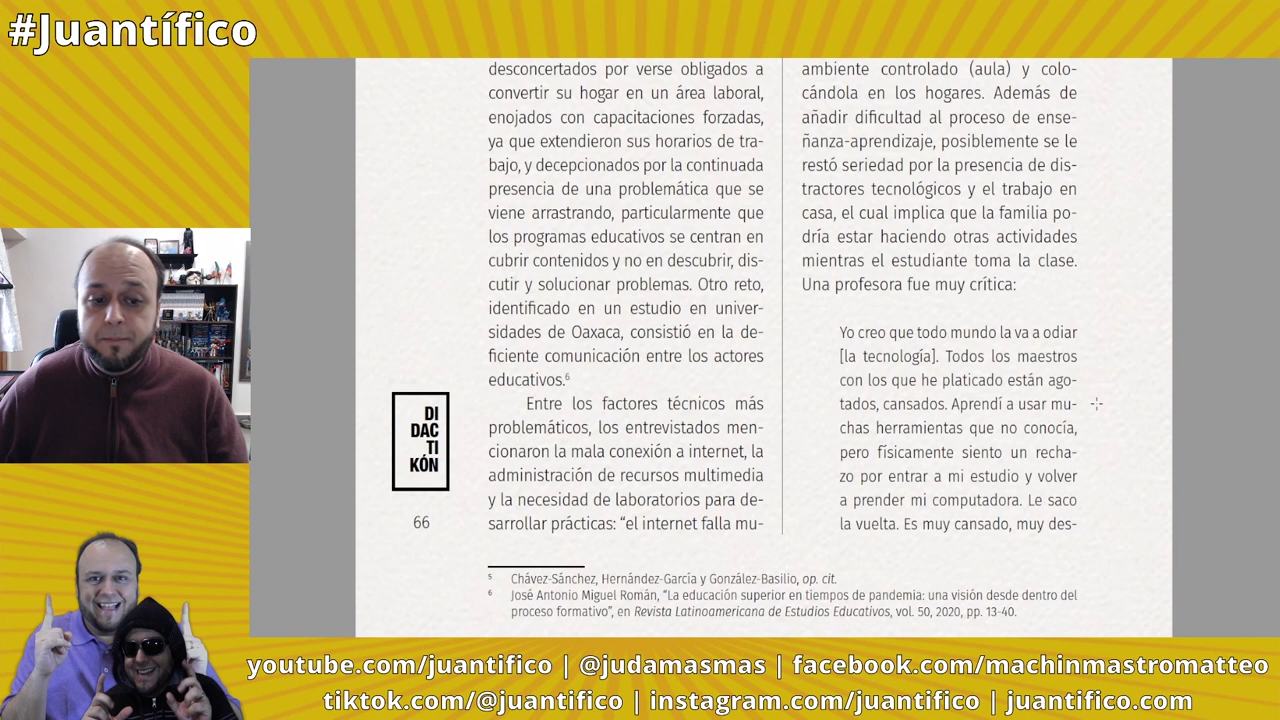 #Juantífico
desconcertados por verse obligados a
convertir su hogar en un área laboral,
enojados con capacitaciones forzadas,
ya que extendieron sus horarios de tra-
bajo, y decepcionados por la continuada
presencia de una problemática que se
viene arrastrando, particularmente que
los programas educativos se centran en
cubrir contenidos y no en descubrir, dis-
cutir y solucionar problemas. Otro reto,
identificado en un estudio en univer-
sidades de Oaxaca, consistió en la de-
ficiente comunicación entre los actores
educativos.6
Entre los factores técnicos más
problemáticos, los entrevistados men-
cionaron la mala conexión a internet, la
administración de recursos multimedia
y la necesidad de laboratorios para de-
sarrollar prácticas: “el internet falla mu-
ambiente controlado (aula) y colo-
cándola en los hogares. Además de
añadir dificultad al proceso de ense-
ñanza-aprendizaje, posiblemente se le
restó seriedad por la presencia de dis-
tractores tecnológicos y el trabajo en
casa, el cual implica que la familia po-
dría estar haciendo otras actividades
mientras el estudiante toma la clase.
Una profesora fue muy crítica:
Yo creo que todo mundo la va a odiar
[la tecnología]. Todos los maestros
con los que he platicado están ago-
tados, cansados. Aprendí a usar mu-
chas herramientas que no conocía,
pero físicamente siento un recha-
zo por entrar a mi estudio y volver
a prender mi computadora. Le saco
la vuelta. Es muy cansado, muy des-
DI
DAC
TI
KÓN
66
5 Chávez-Sánchez, Hernández-García y González-Basilio, op. cit.
6 José Antonio Miguel Román, “La educación superior en tiempos de pandemia: una visión desde dentro del
proceso formativo”, en Revista Latinoamericana de Estudios Educativos, vol. 50, 2020, pp. 13-40.
youtube.com/juantifico | @judamasmas | facebook.com/machinmastromatteo
tiktok.com/@juantifico | instagram.com/juantifico | juantifico.com